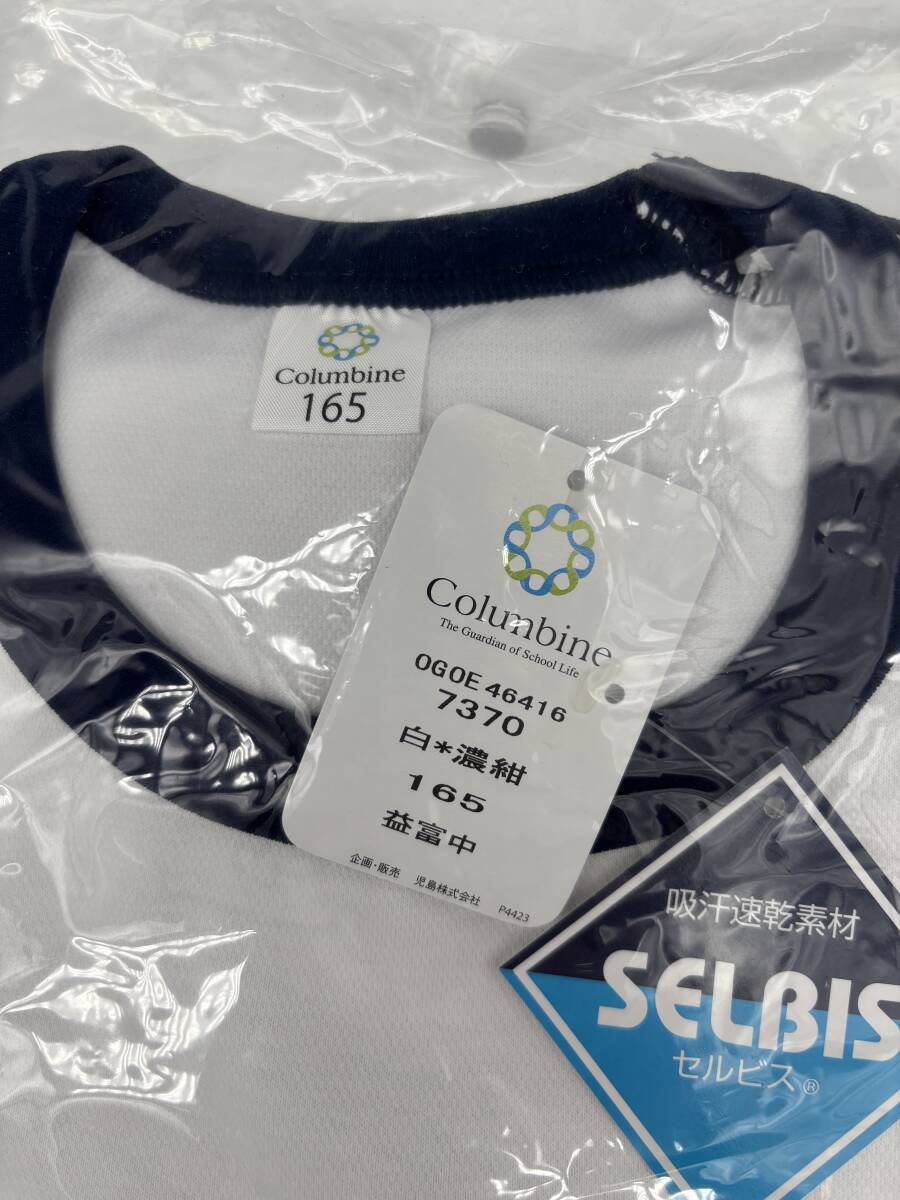 Columbine
165
Columbine
The Guardian of School Life
0G0E 46416
7370
白*濃紺
165
益富中
企画・販売 児島株式会社 P4423
吸汗速乾素材
SELBIS
セルビス®